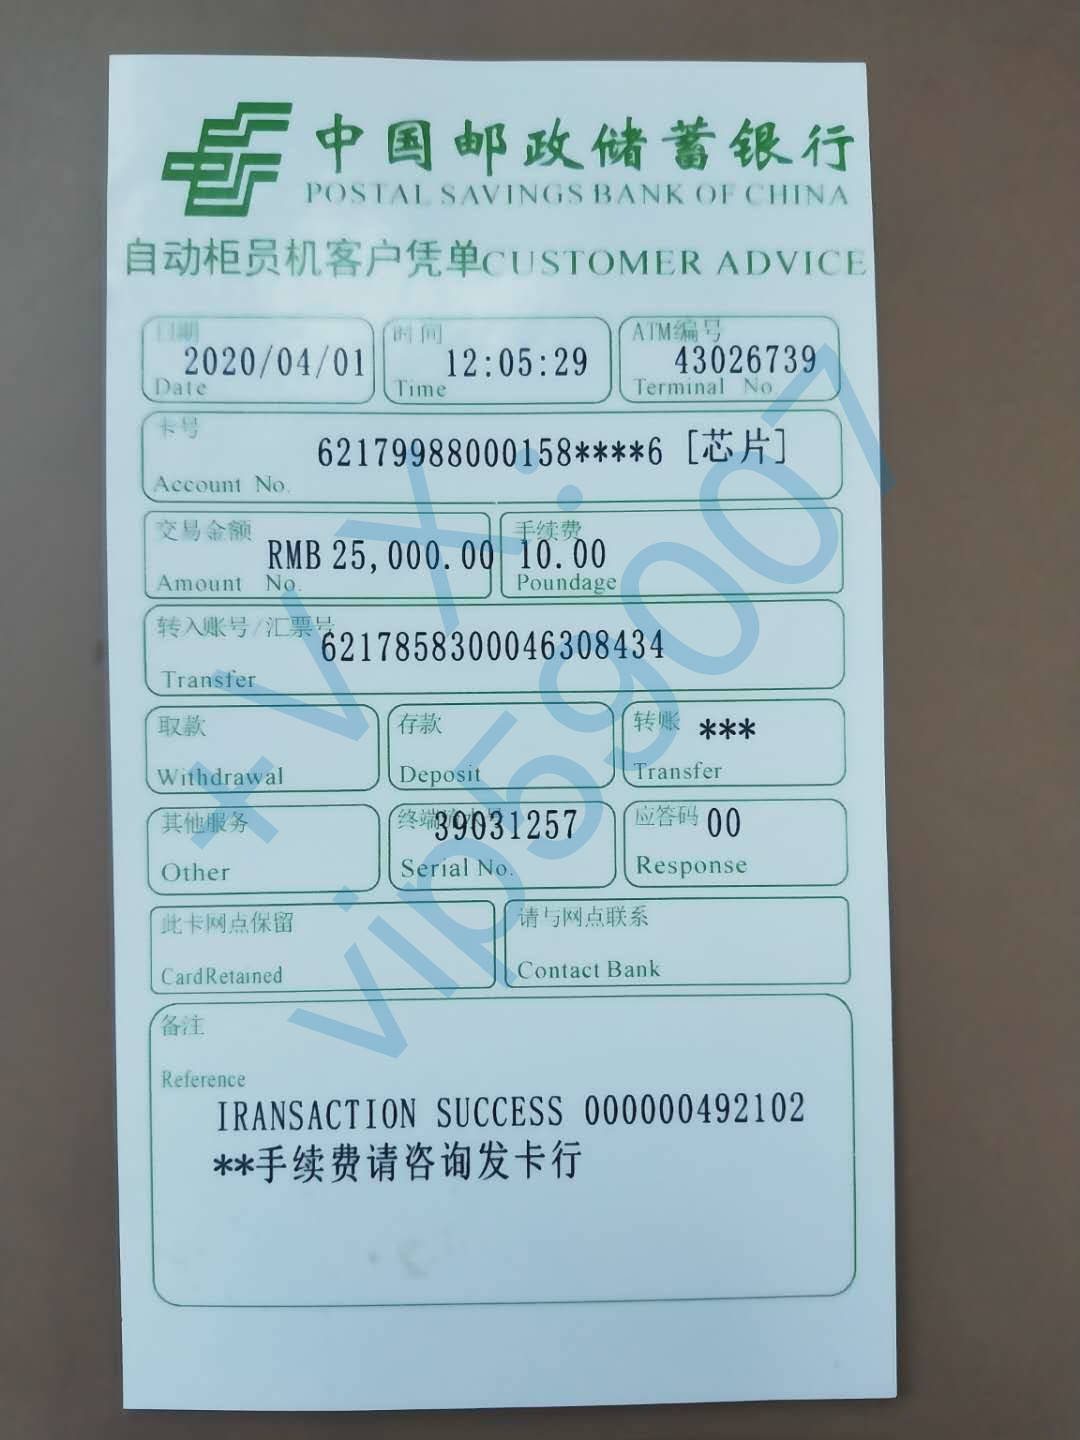 中国邮政储蓄银行
POSTAL SAVINGS BANK OF CHINA
自动柜员机客户凭单CUSTOMER ADVICE
日期 时间 ATM编号
2020/04/01 12:05:29 43026739
Date Time Terminal No
卡号
62179988000158****6 [芯片]
Account No.
交易金额 手续费
RMB 25,000.00 10.00
Amount No. Poundage
转入账号/汇票号
6217858300046308434
Transfer
取款 存款 转账 ***
Withdrawal Deposit Transfer
其他服务 终端流水号 39031257 应答码 00
Other Serial No. Response
此卡网点保留 请与网点联系
CardRetained Contact Bank
备注
Reference
IRANSACTION SUCCESS 000000492102
**手续费请咨询发卡行
+VX:
vip59907